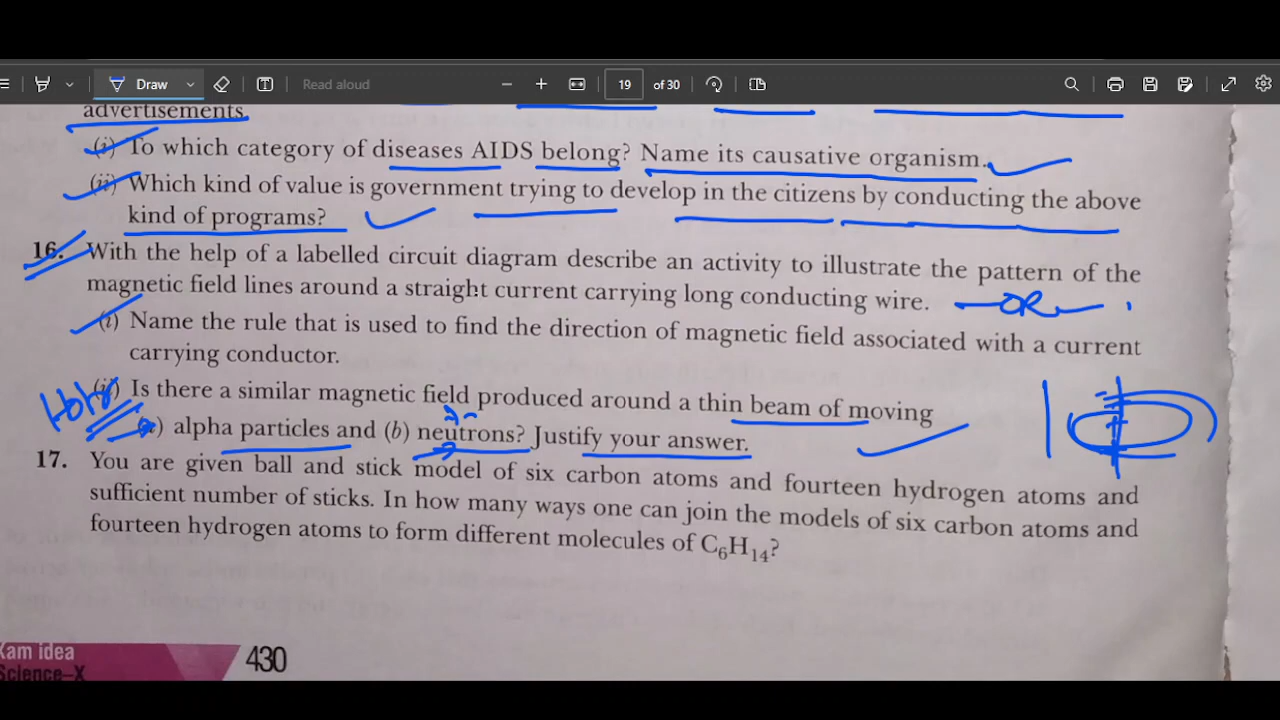 Draw
Read aloud
19 of 30
advertisements.
(i) To which category of diseases AIDS belong? Name its causative organism.
(ii) Which kind of value is government trying to develop in the citizens by conducting the above
kind of programs?
16. With the help of a labelled circuit diagram describe an activity to illustrate the pattern of the
magnetic field lines around a straight current carrying long conducting wire. OR
(i) Name the rule that is used to find the direction of magnetic field associated with a current
carrying conductor.
(ii) Is there a similar magnetic field produced around a thin beam of moving
(a) alpha particles and (b) neutrons? Justify your answer.
17. You are given ball and stick model of six carbon atoms and fourteen hydrogen atoms and
sufficient number of sticks. In how many ways one can join the models of six carbon atoms and
fourteen hydrogen atoms to form different molecules of C₆H₁₄?
Xam idea
Science–X
430